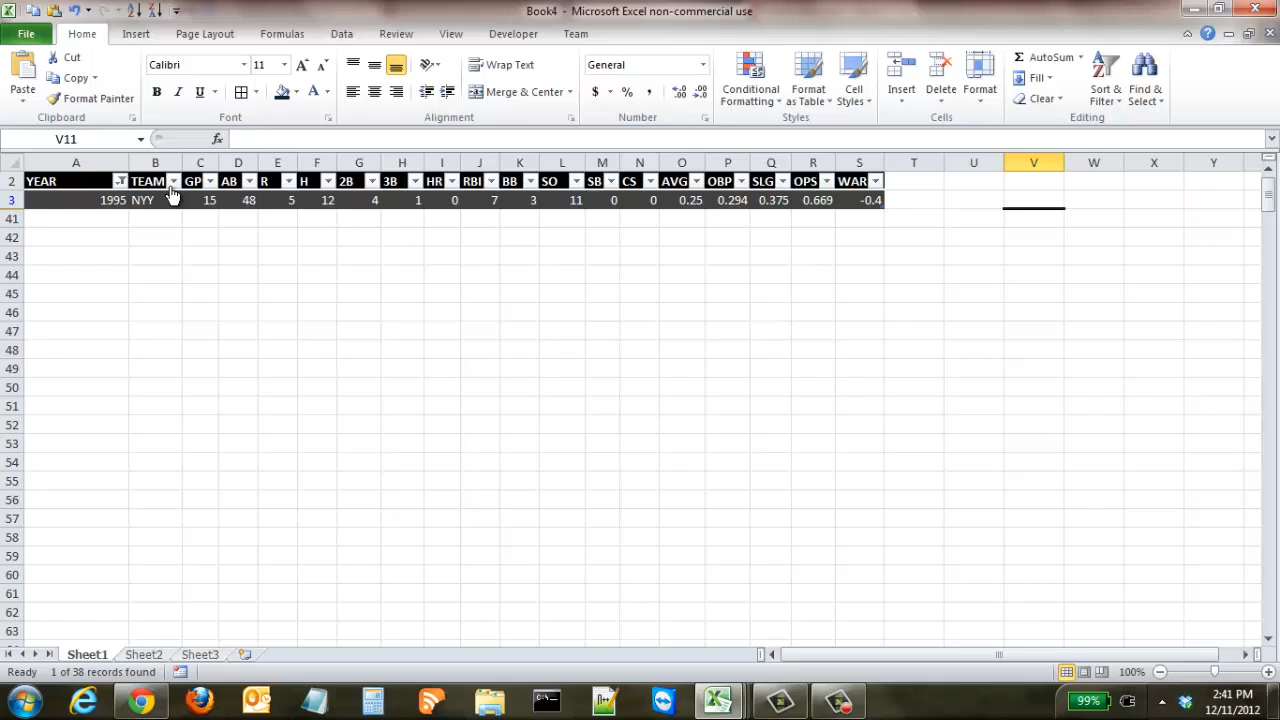 Book4 - Microsoft Excel non-commercial use
File Home Insert Page Layout Formulas Data Review View Developer Team
Paste
Cut
Copy
Format Painter
Clipboard
Calibri 11
B I U A
Font
Wrap Text
Merge & Center
Alignment
General
$ % ,
Number
Conditional Formatting
Format as Table
Cell Styles
Styles
Insert Delete Format
Cells
Σ AutoSum
Fill
Clear
Sort & Filter
Find & Select
Editing
V11 fx
A B C D E F G H I J K L M N O P Q R S T U V W X Y
2 YEAR TEAM GP AB R H 2B 3B HR RBI BB SO SB CS AVG OBP SLG OPS WAR
3 1995 NYY 15 48 5 12 4 1 0 7 3 11 0 0 0.25 0.294 0.375 0.669 -0.4
41
42
43
44
45
46
47
48
49
50
51
52
53
54
55
56
57
58
59
60
61
62
63
Sheet1 Sheet2 Sheet3
Ready 1 of 38 records found 100%
99% 2:41 PM
12/11/2012